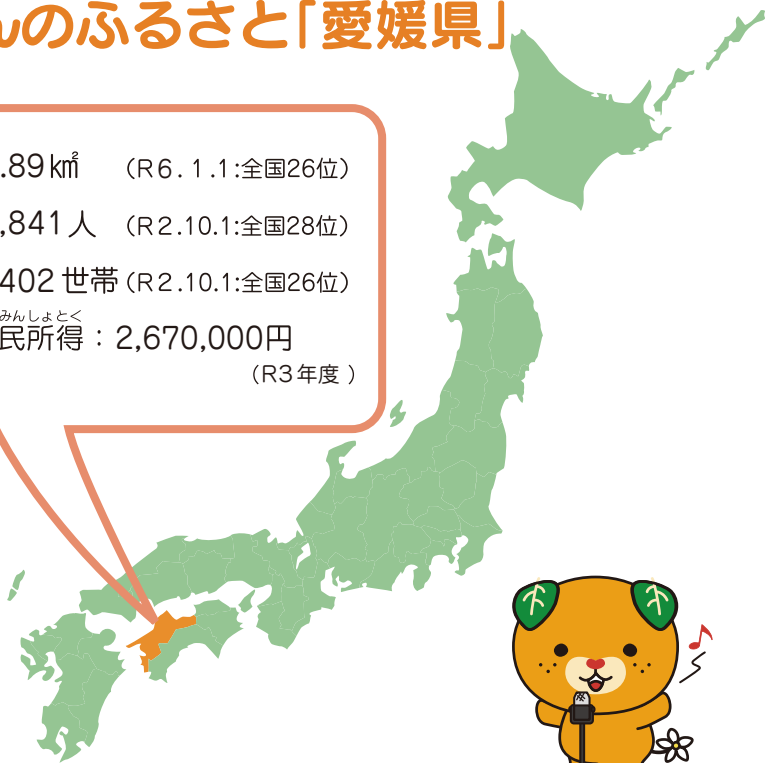 んのふるさと「愛媛県」
.89㎢ （R6.1.1:全国26位）
,841人 （R2.10.1:全国28位）
402世帯（R2.10.1:全国26位）
みんしょとく
民所得：2,670,000円
（R3年度 ）